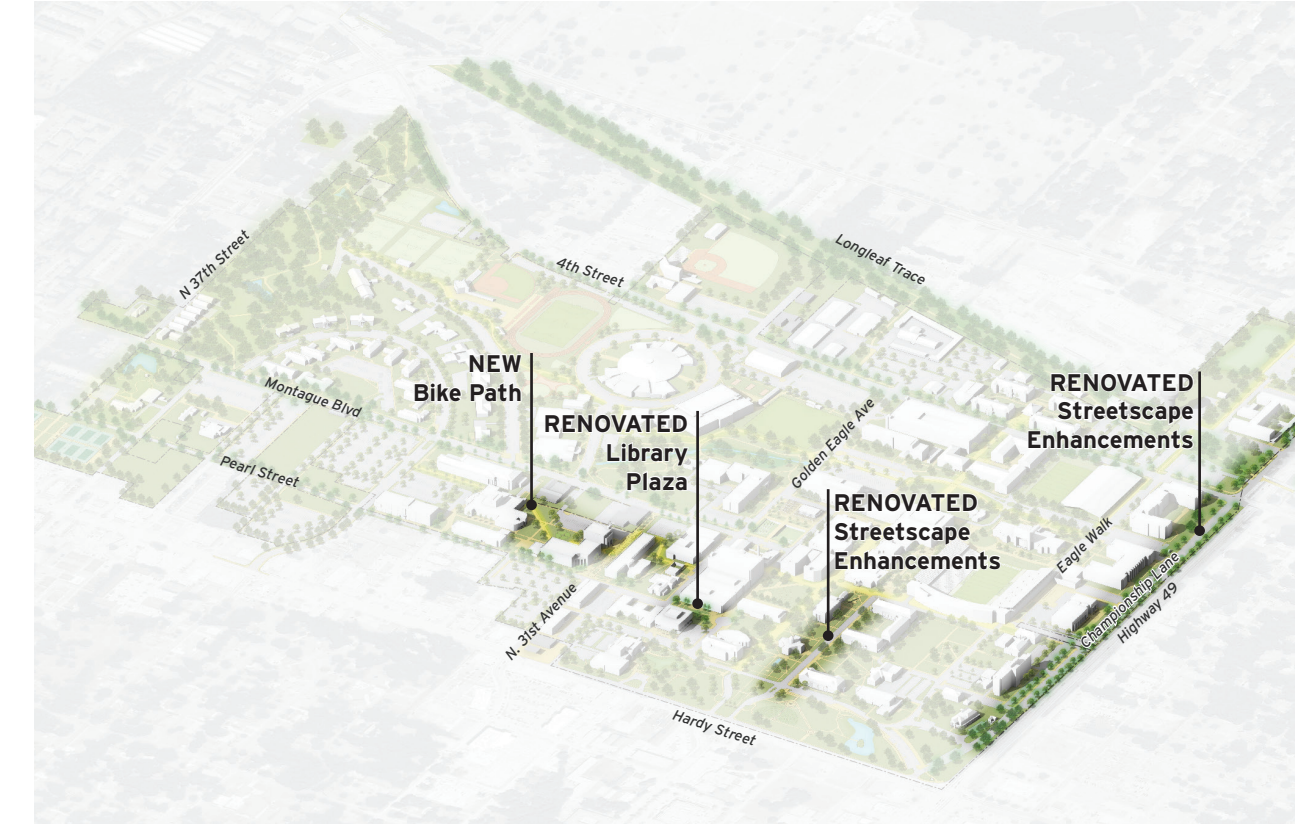 N 37th Street
4th Street
Longleaf Trace
NEW
Bike Path
Montague Blvd
RENOVATED
Library
Plaza
Golden Eagle Ave
RENOVATED
Streetscape
Enhancements
Pearl Street
RENOVATED
Streetscape
Enhancements
Eagle Walk
Championship Lane
Highway 49
N. 31st Avenue
Hardy Street